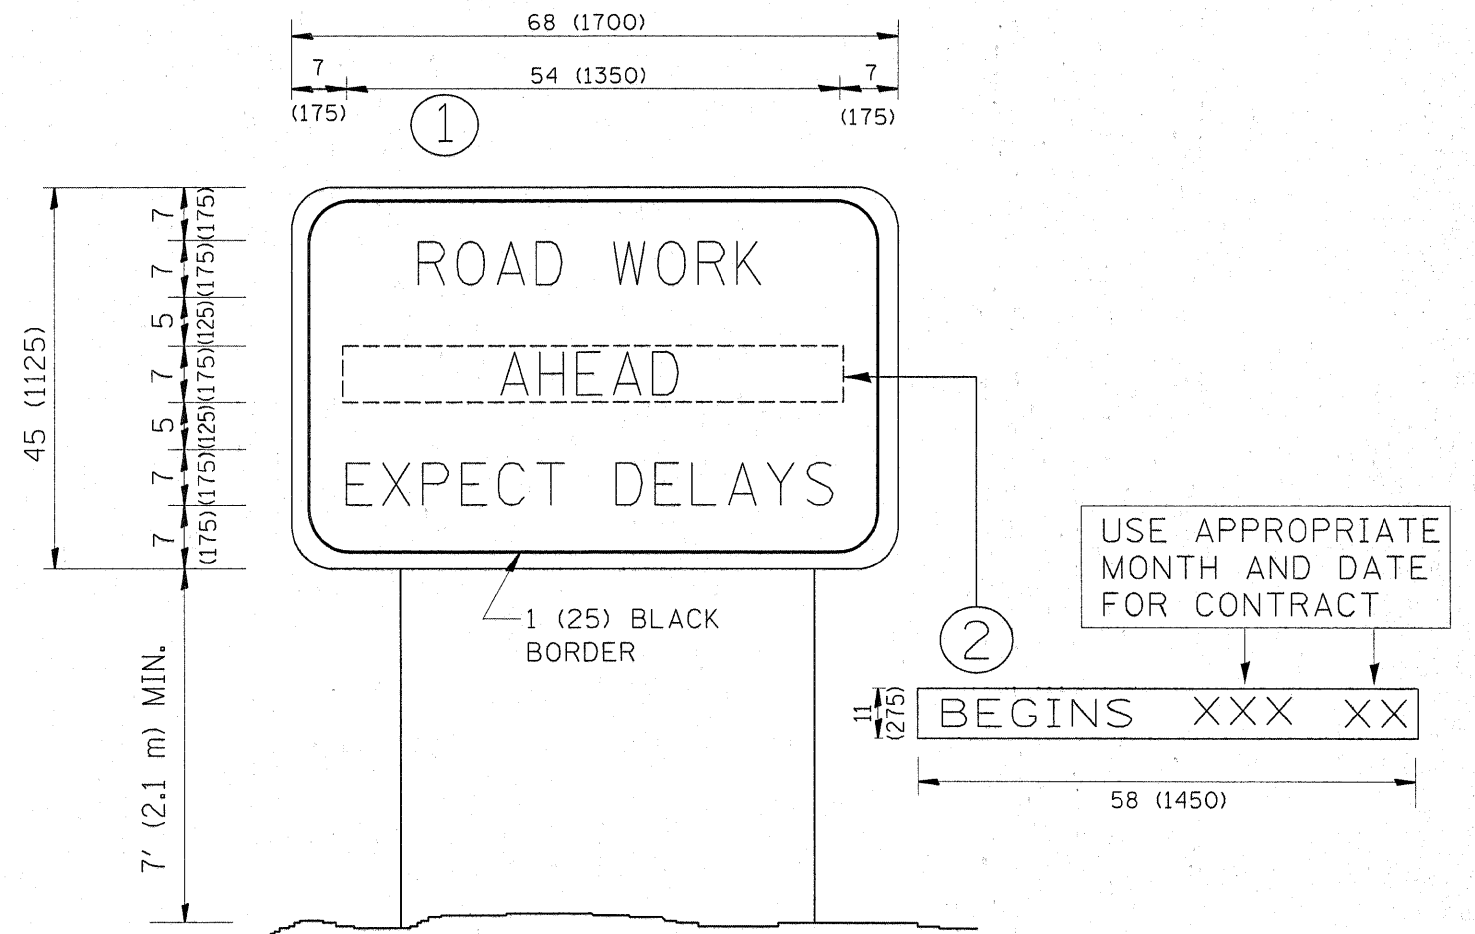 68 (1700)
7
54 (1350)
7
(175)
(175)
1
7 (175)
7 (175)
5 (125)
7 (175)
5 (125)
7 (175)
7 (175)
45 (1125)
ROAD WORK
AHEAD
EXPECT DELAYS
1 (25) BLACK
BORDER
7' (2.1 m) MIN.
2
USE APPROPRIATE
MONTH AND DATE
FOR CONTRACT
11
(275)
BEGINS XXX XX
58 (1450)